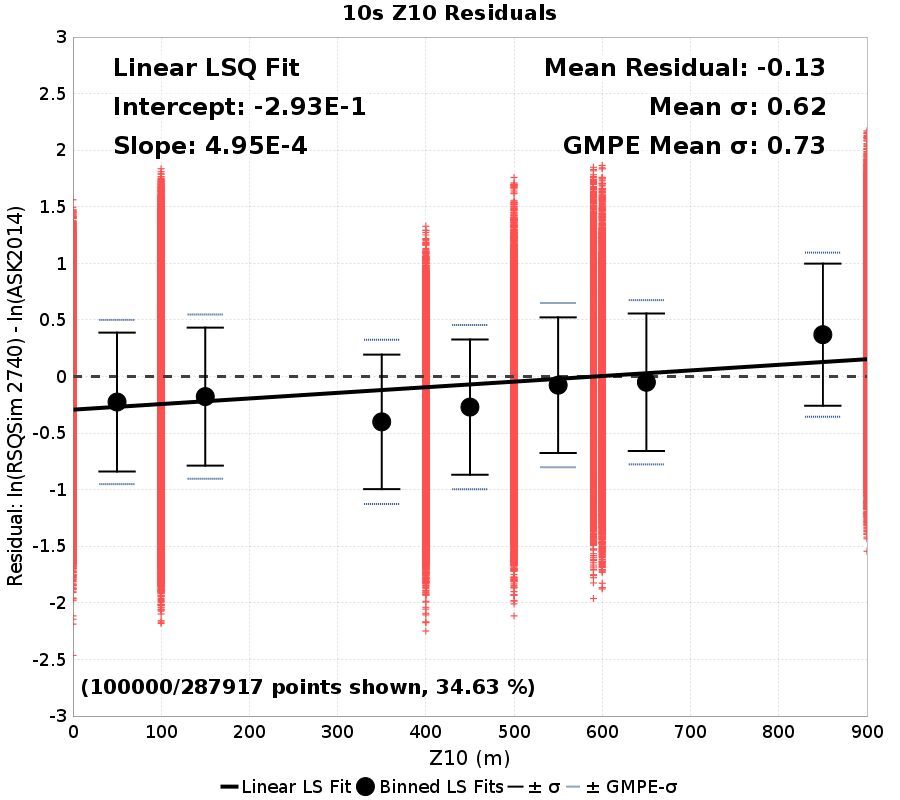 10s Z10 Residuals
Linear LSQ Fit
Intercept: -2.93E-1
Slope: 4.95E-4
Mean Residual: -0.13
Mean σ: 0.62
GMPE Mean σ: 0.73
3
2.5
2
1.5
1
0.5
0
-0.5
-1
-1.5
-2
-2.5
-3
Residual: ln(RSQSim 2740) - ln(ASK2014)
(100000/287917 points shown, 34.63 %)
0 100 200 300 400 500 600 700 800 900
Z10 (m)
Linear LS Fit Binned LS Fits ± σ ± GMPE-σ